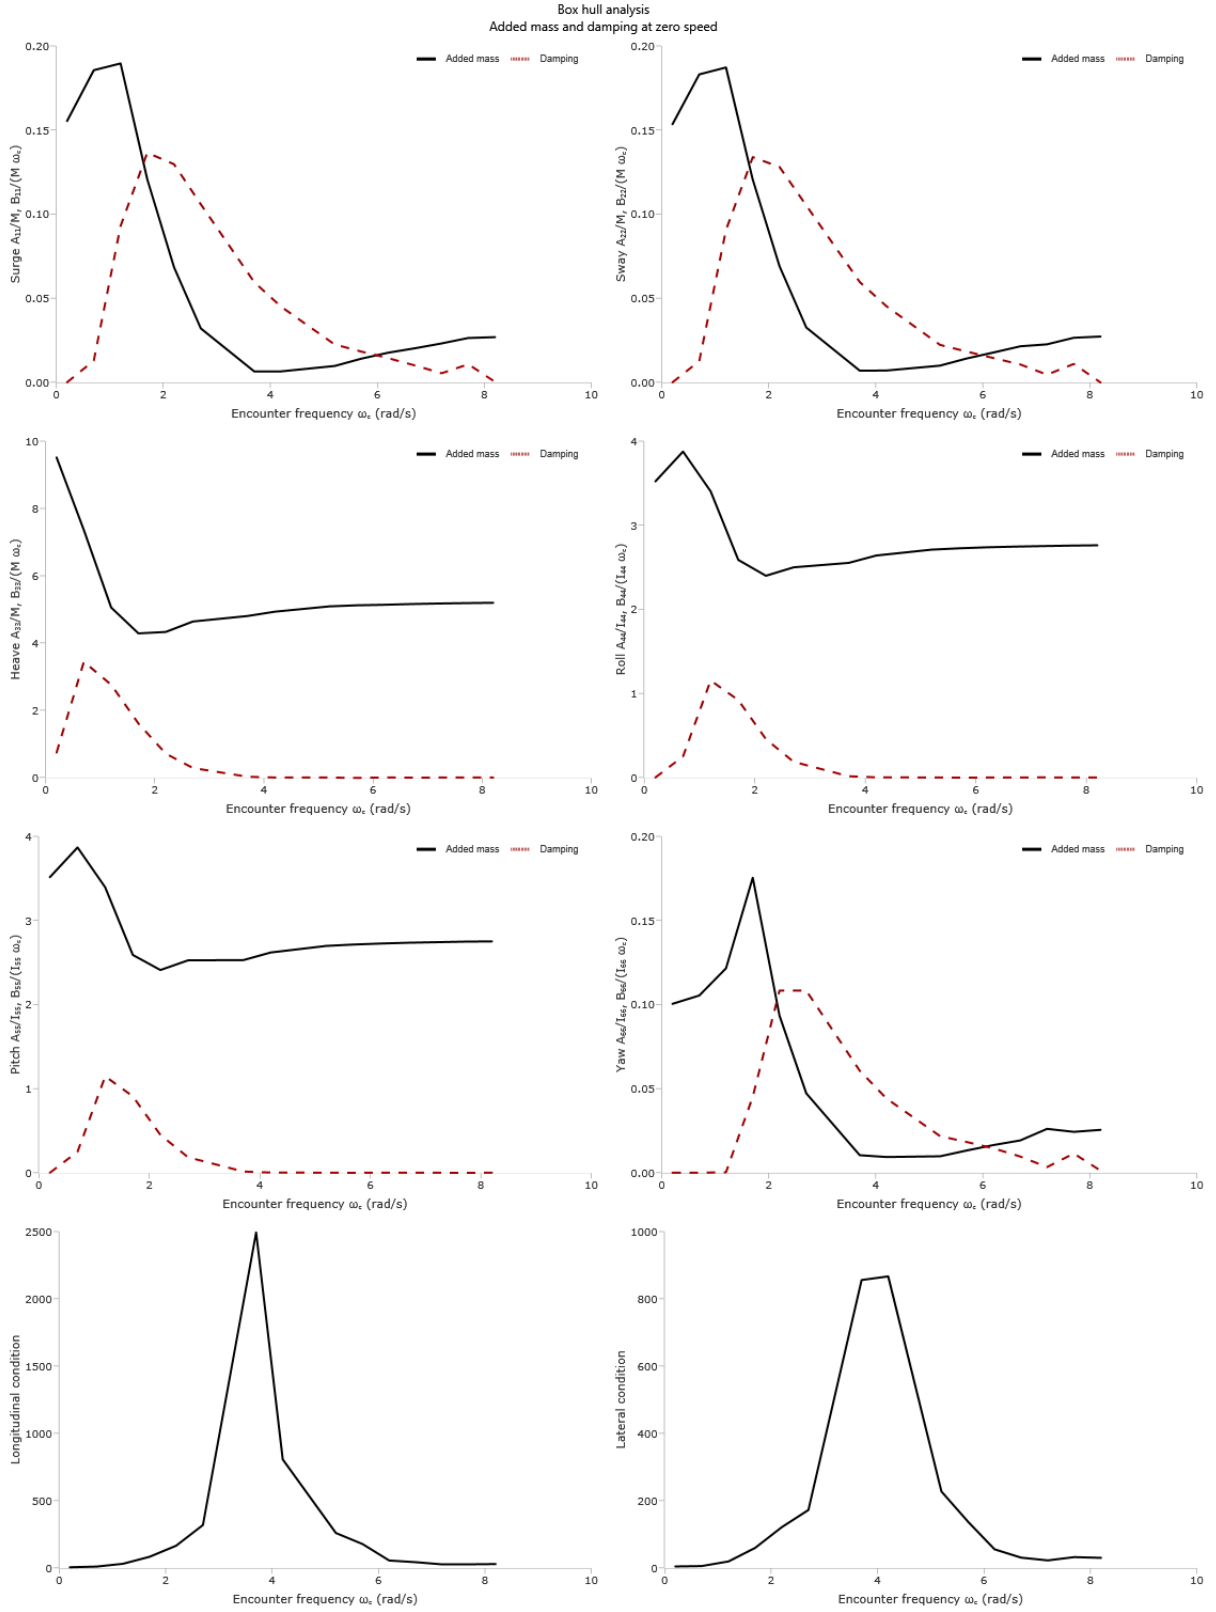 Box hull analysis
Added mass and damping at zero speed
Added mass Damping
0.20
0.15
0.10
0.05
0.00
Surge A₁₁/M, B₁₁/(M ωₑ)
0 2 4 6 8 10
Encounter frequency ωₑ (rad/s)
Added mass Damping
0.20
0.15
0.10
0.05
0.00
Sway A₂₂/M, B₂₂/(M ωₑ)
0 2 4 6 8 10
Encounter frequency ωₑ (rad/s)
Added mass Damping
10
8
6
4
2
0
Heave A₃₃/M, B₃₃/(M ωₑ)
0 2 4 6 8 10
Encounter frequency ωₑ (rad/s)
Added mass Damping
4
3
2
1
0
Roll A₄₄/I₄₄, B₄₄/(I₄₄ ωₑ)
0 2 4 6 8 10
Encounter frequency ωₑ (rad/s)
Added mass Damping
4
3
2
1
0
Pitch A₅₅/I₅₅, B₅₅/(I₅₅ ωₑ)
0 2 4 6 8 10
Encounter frequency ωₑ (rad/s)
Added mass Damping
0.20
0.15
0.10
0.05
0.00
Yaw A₆₆/I₆₆, B₆₆/(I₆₆ ωₑ)
0 2 4 6 8 10
Encounter frequency ωₑ (rad/s)
2500
2000
1500
1000
500
0
Longitudinal condition
0 2 4 6 8 10
Encounter frequency ωₑ (rad/s)
1000
800
600
400
200
0
Lateral condition
0 2 4 6 8 10
Encounter frequency ωₑ (rad/s)